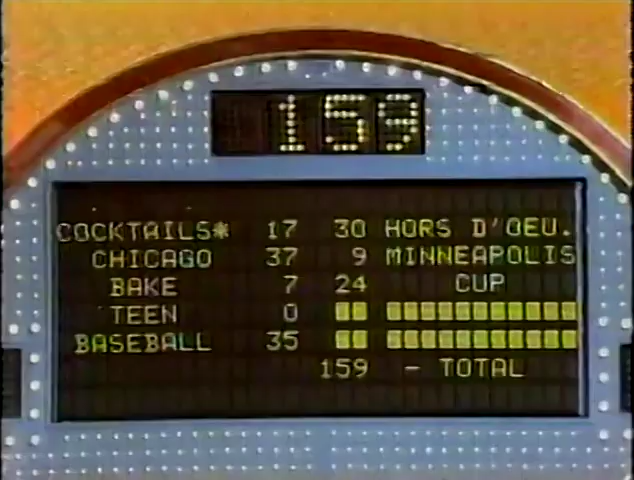 159
COCKTAILS* 17 30 HORS D'OEU.
CHICAGO 37 9 MINNEAPOLIS
BAKE 7 24 CUP
TEEN 0
BASEBALL 35
159 - TOTAL